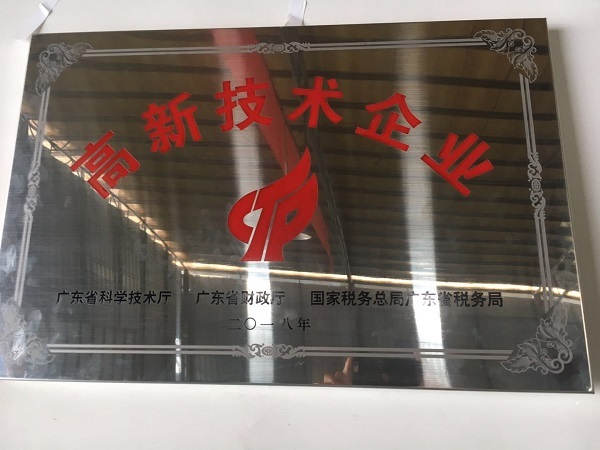 高新技术企业
广东省科学技术厅 广东省财政厅 国家税务总局广东省税务局
二〇一八年